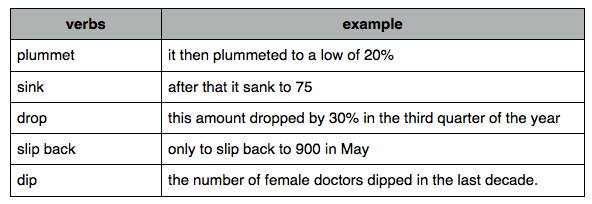 verbs example
plummet it then plummeted to a low of 20%
sink after that it sank to 75
drop this amount dropped by 30% in the third quarter of the year
slip back only to slip back to 900 in May
dip the number of female doctors dipped in the last decade.